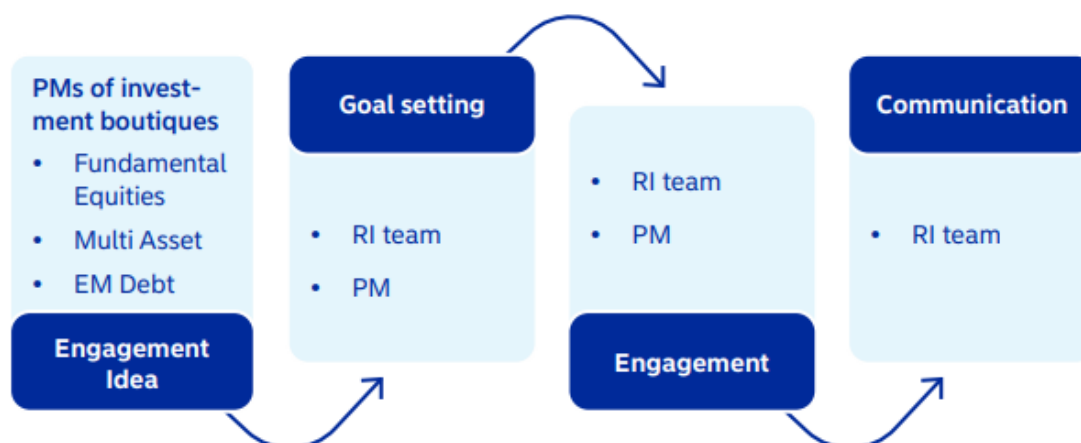 PMs of invest-
ment boutiques
• Fundamental
Equities
• Multi Asset
• EM Debt
Engagement
Idea
Goal setting
• RI team
• PM
• RI team
• PM
Engagement
Communication
• RI team